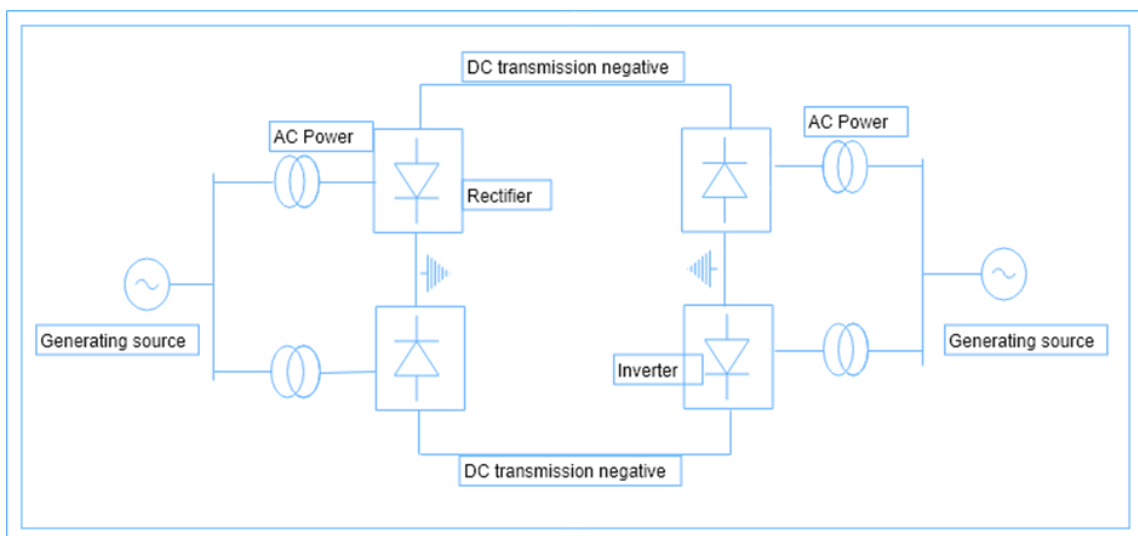 DC transmission negative
AC Power
AC Power
Rectifier
Generating source
Generating source
Inverter
DC transmission negative